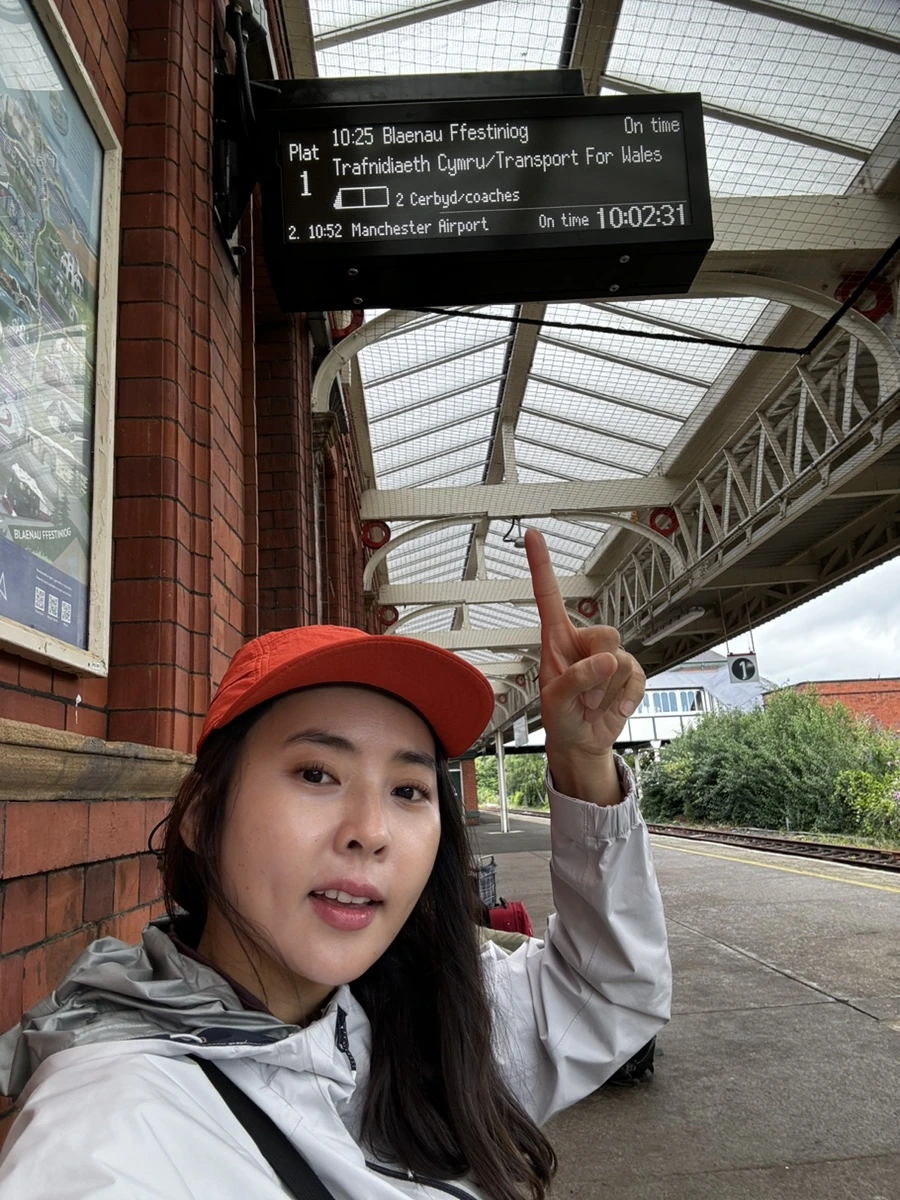 Plat
1
10:25 Blaenau Ffestiniog On time
Trafnidiaeth Cymru/Transport For Wales
2 Cerbyd/coaches
2. 10:52 Manchester Airport On time 10:02:31
BLAENAU FFESTINIOG
1